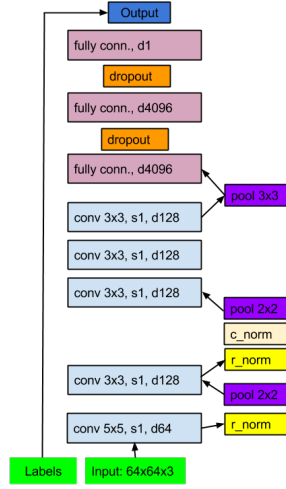 Output
fully conn., d1
dropout
fully conn., d4096
dropout
fully conn., d4096
pool 3x3
conv 3x3, s1, d128
conv 3x3, s1, d128
conv 3x3, s1, d128
pool 2x2
c_norm
r_norm
conv 3x3, s1, d128
pool 2x2
r_norm
conv 5x5, s1, d64
Labels
Input: 64x64x3